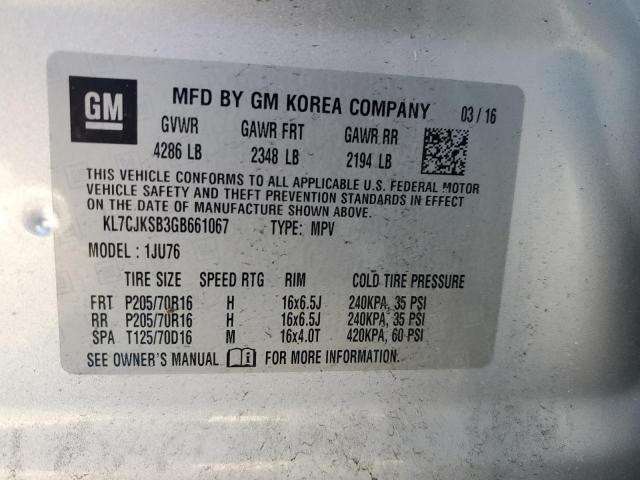 GM
MFD BY GM KOREA COMPANY 03/16
GVWR GAWR FRT GAWR RR
4286 LB 2348 LB 2194 LB
THIS VEHICLE CONFORMS TO ALL APPLICABLE U.S. FEDERAL MOTOR
VEHICLE SAFETY AND THEFT PREVENTION STANDARDS IN EFFECT
ON THE DATE OF MANUFACTURE SHOWN ABOVE.
KL7CJKSB3GB661067 TYPE: MPV
MODEL: 1JU76
TIRE SIZE SPEED RTG RIM COLD TIRE PRESSURE
FRT P205/70R16 H 16x6.5J 240KPA, 35 PSI
RR P205/70R16 H 16x6.5J 240KPA, 35 PSI
SPA T125/70D16 M 16x4.0T 420KPA, 60 PSI
SEE OWNER'S MANUAL FOR MORE INFORMATION.